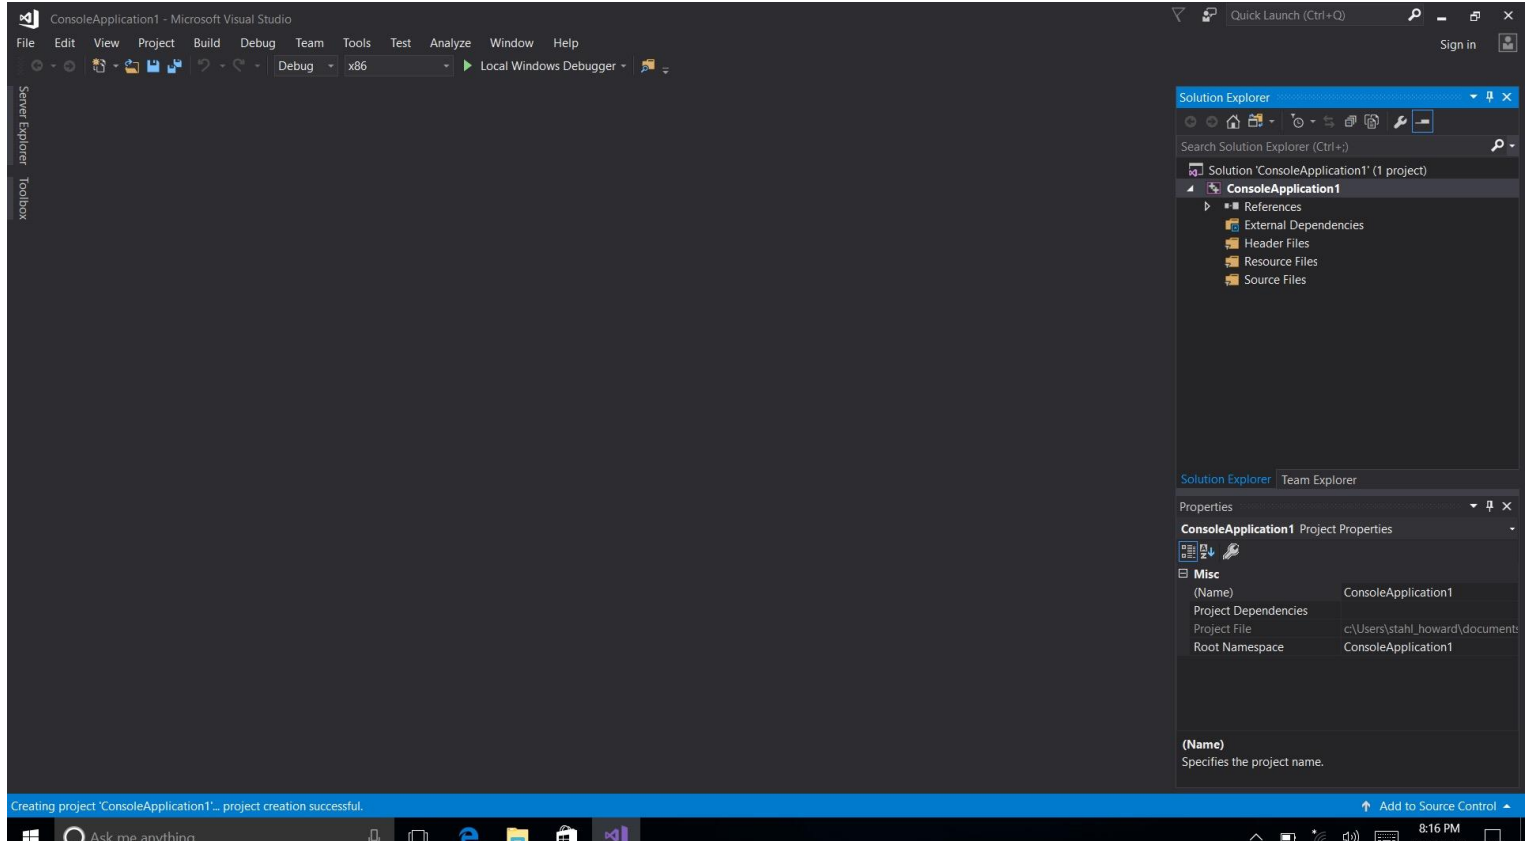 ConsoleApplication1 - Microsoft Visual Studio
Quick Launch (Ctrl+Q)
File Edit View Project Build Debug Team Tools Test Analyze Window Help
Sign in
Debug x86 Local Windows Debugger
Server Explorer
Toolbox
Solution Explorer
Search Solution Explorer (Ctrl+;)
Solution 'ConsoleApplication1' (1 project)
ConsoleApplication1
References
External Dependencies
Header Files
Resource Files
Source Files
Solution Explorer Team Explorer
Properties
ConsoleApplication1 Project Properties
Misc
(Name) ConsoleApplication1
Project Dependencies
Project File c:\Users\stahl_howard\documents
Root Namespace ConsoleApplication1
(Name)
Specifies the project name.
Creating project 'ConsoleApplication1'... project creation successful.
Add to Source Control
Ask me anything
8:16 PM